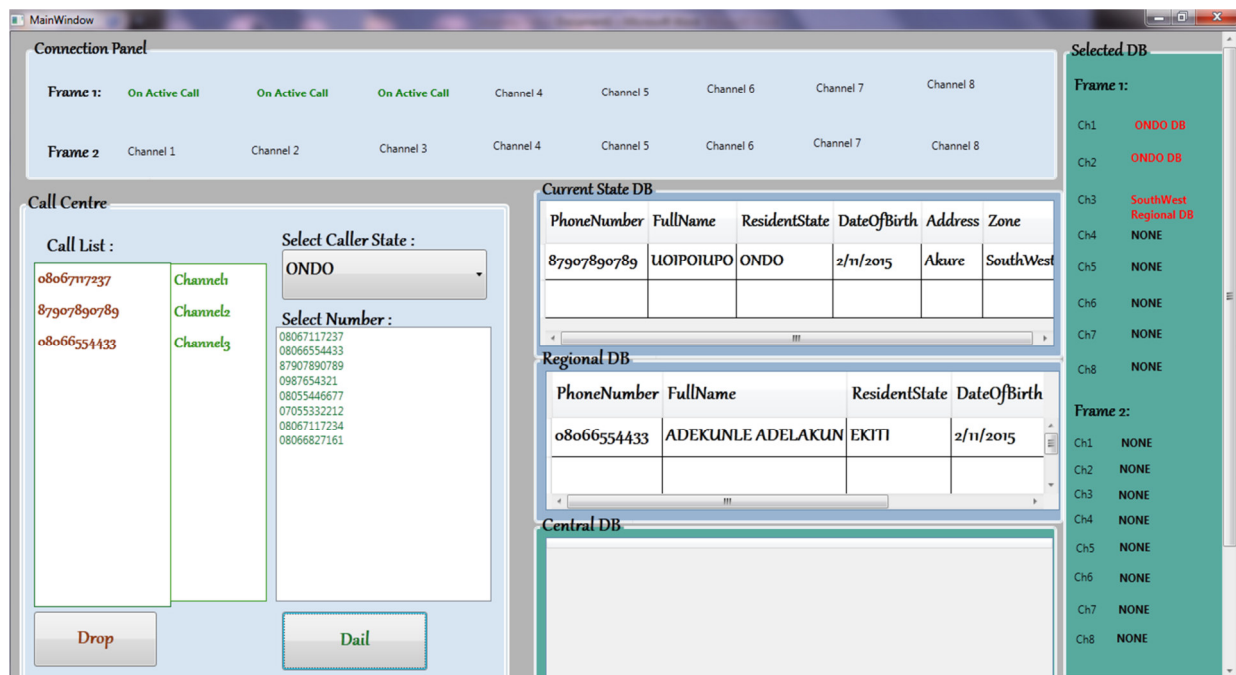 MainWindow
Connection Panel
Frame 1: On Active Call On Active Call On Active Call Channel 4 Channel 5 Channel 6 Channel 7 Channel 8
Frame 2 Channel 1 Channel 2 Channel 3 Channel 4 Channel 5 Channel 6 Channel 7 Channel 8
Call Centre
Call List :
08067117237 Channel1
87907890789 Channel2
08066554433 Channel3
Select Caller State :
ONDO
Select Number :
08067117237
08066554433
87907890789
0987654321
08055446677
07055332212
08067117234
08066827161
Drop
Dail
Current State DB
PhoneNumber FullName ResidentState DateOfBirth Address Zone
87907890789 UOIPOIUPO ONDO 2/11/2015 Akure SouthWest
Regional DB
PhoneNumber FullName ResidentState DateOfBirth
08066554433 ADEKUNLE ADELAKUN EKITI 2/11/2015
Central DB
Selected DB
Frame 1:
Ch1 ONDO DB
Ch2 ONDO DB
Ch3 SouthWest
Regional DB
Ch4 NONE
Ch5 NONE
Ch6 NONE
Ch7 NONE
Ch8 NONE
Frame 2:
Ch1 NONE
Ch2 NONE
Ch3 NONE
Ch4 NONE
Ch5 NONE
Ch6 NONE
Ch7 NONE
Ch8 NONE